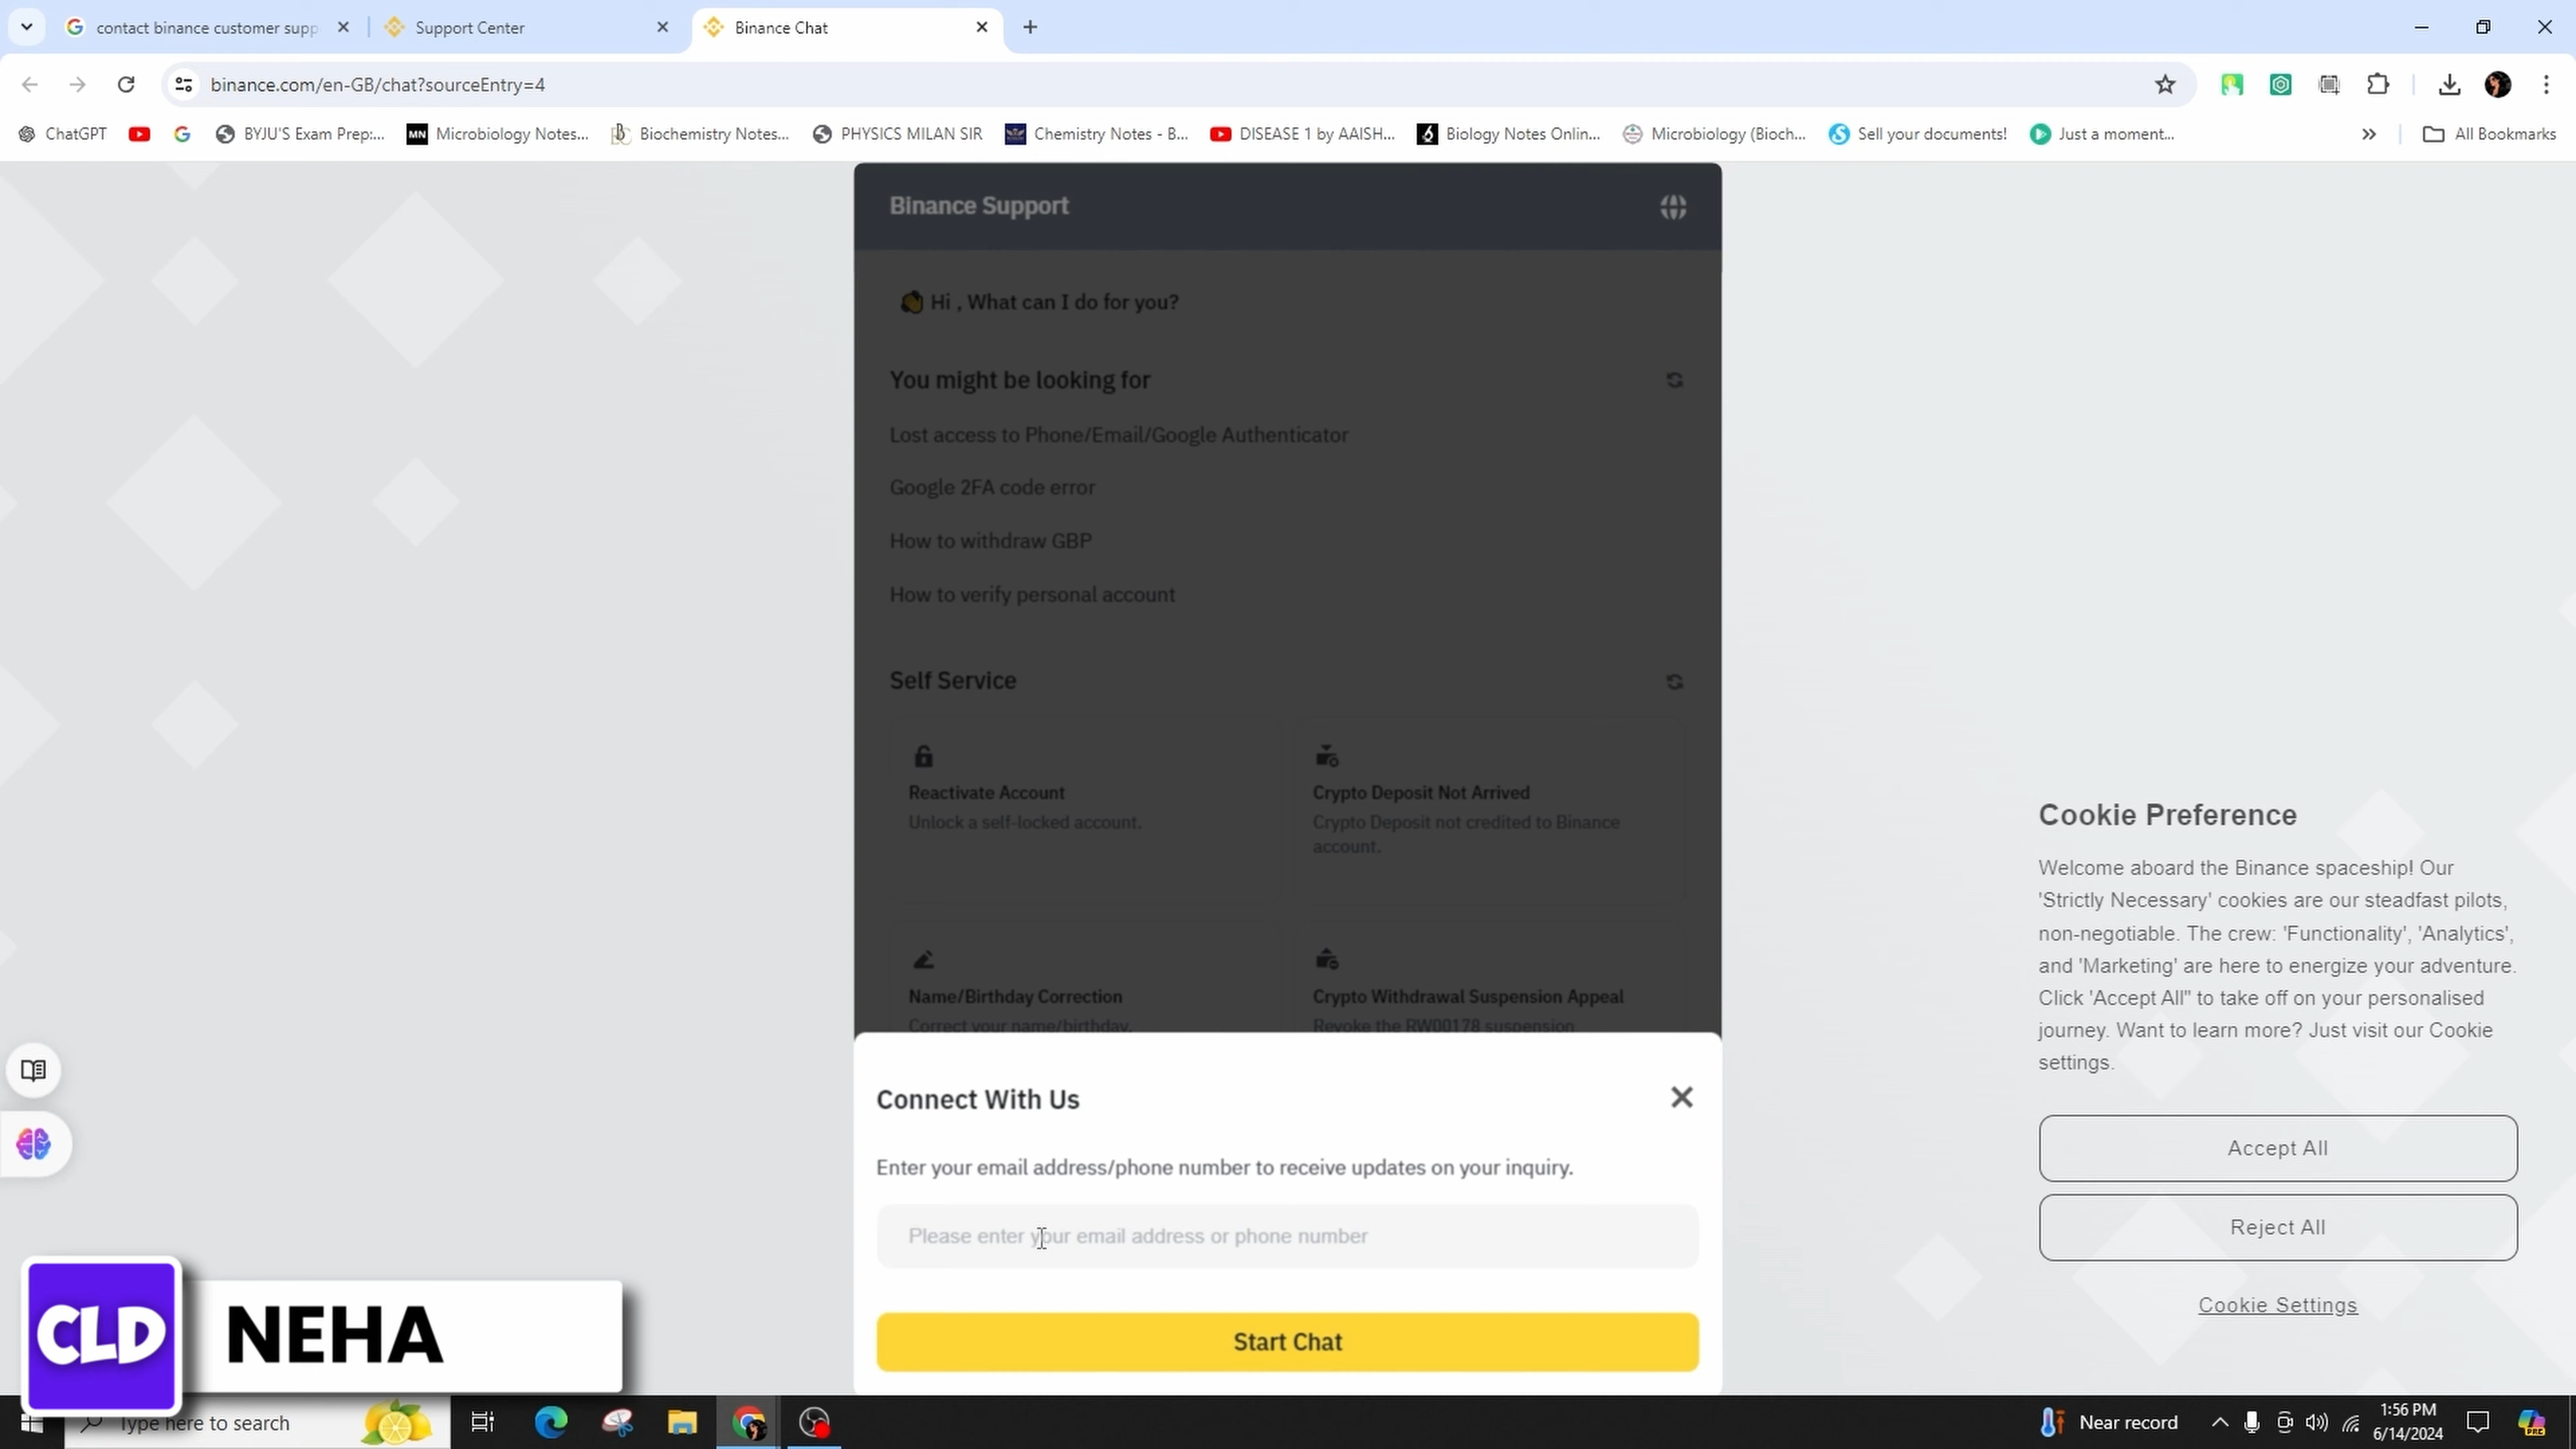 contact binance customer supp
Support Center
Binance Chat
binance.com/en-GB/chat?sourceEntry=4
ChatGPT
BYJU'S Exam Prep:...
MN
Microbiology Notes...
Biochemistry Notes...
PHYSICS MILAN SIR
Chemistry Notes - B...
DISEASE 1 by AAISH...
Biology Notes Onlin...
Microbiology (Bioch...
Sell your documents!
Just a moment...
All Bookmarks
Binance Support
Hi , What can I do for you?
You might be looking for
Lost access to Phone/Email/Google Authenticator
Google 2FA code error
How to withdraw GBP
How to verify personal account
Self Service
Reactivate Account
Unlock a self-locked account.
Crypto Deposit Not Arrived
Crypto Deposit not credited to Binance
account.
Name/Birthday Correction
Correct your name/birthday.
Crypto Withdrawal Suspension Appeal
Revoke the RW00178 suspension
Connect With Us
Enter your email address/phone number to receive updates on your inquiry.
Please enter your email address or phone number
Start Chat
Cookie Preference
Welcome aboard the Binance spaceship! Our
'Strictly Necessary' cookies are our steadfast pilots,
non-negotiable. The crew: 'Functionality', 'Analytics',
and 'Marketing' are here to energize your adventure.
Click 'Accept All" to take off on your personalised
journey. Want to learn more? Just visit our Cookie
settings.
Accept All
Reject All
Cookie Settings
CLD
NEHA
Type here to search
Near record
1:56 PM
6/14/2024
PRE